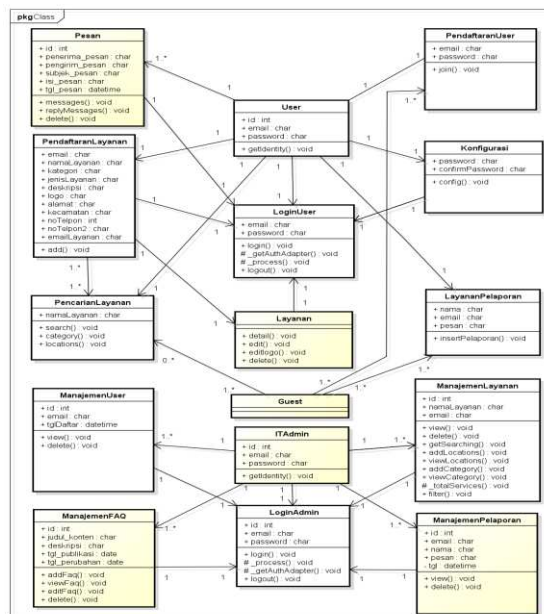 pkg Class
Pesan
+ id : int
+ penerima_pesan : char
+ pengirim_pesan : char
+ subjek_pesan : char
+ isi_pesan : char
+ tgl_pesan : datetime
+ messages() : void
+ replyMessages() : void
+ delete() : void
PendaftaranUser
+ email : char
+ password : char
+ join() : void
User
+ id : int
+ email : char
+ password : char
+ getIdentity() : void
PendaftaranLayanan
+ email : char
+ namaLayanan : char
+ kategori : char
+ jenisLayanan : char
+ deskripsi : char
+ logo : char
+ alamat : char
+ kecamatan : char
+ noTelpon : int
+ noTelpon2 : char
+ emailLayanan : char
+ add() : void
Konfigurasi
+ password : char
+ confirmPassword : char
+ config() : void
LoginUser
+ email : char
+ password : char
+ login() : void
# _getAuthAdapter() : void
# _process() : void
+ logout() : void
PencarianLayanan
+ namaLayanan : char
+ search() : void
+ category() : void
+ locations() : void
Layanan
+ detail() : void
+ edit() : void
+ editlogo() : void
+ delete() : void
LayananPelaporan
+ nama : char
+ email : char
+ pesan : char
+ insertPelaporan() : void
Guest
ManajemenUser
+ id : int
+ email : char
+ tglDaftar : datetime
+ view() : void
+ delete() : void
ITAdmin
+ id : int
+ email : char
+ password : char
+ getIdentity() : void
ManajemenLayanan
+ id : int
+ namaLayanan : char
+ email : char
+ view() : void
+ delete() : void
+ getSearching() : void
+ addLocations() : void
+ viewLocations() : void
+ addCategory() : void
+ viewCategory() : void
# _totalServices() : void
+ filter() : void
ManajemenFAQ
+ id : int
+ judul_konten : char
+ deskripsi : char
+ tgl_publikasi : date
+ tgl_perubahan : date
+ addFaq() : void
+ viewFaq() : void
+ editFaq() : void
+ delete() : void
LoginAdmin
+ id : int
+ email : char
+ password : char
+ login() : void
# _process() : void
# _getAuthAdapter() : void
+ logout() : void
ManajemenPelaporan
+ id : int
+ email : char
+ nama : char
+ pesan : char
- tgl : datetime
+ view() : void
+ delete() : void